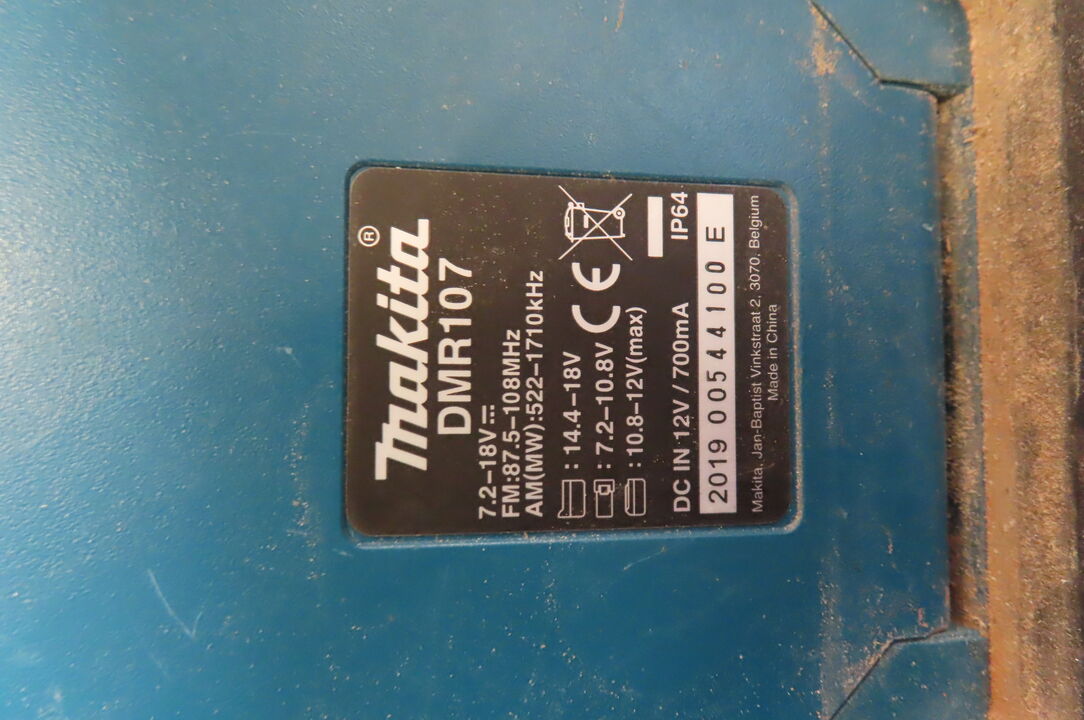 makita®
DMR107
7.2–18V⎓
FM:87.5–108MHz
AM(MW):522–1710kHz
: 14.4–18V
: 7.2–10.8V CE
: 10.8–12V(max)
DC IN 12V / 700mA IP64
2019 00544100 E
Makita, Jan-Baptist Vinkstraat 2, 3070, Belgium
Made in China